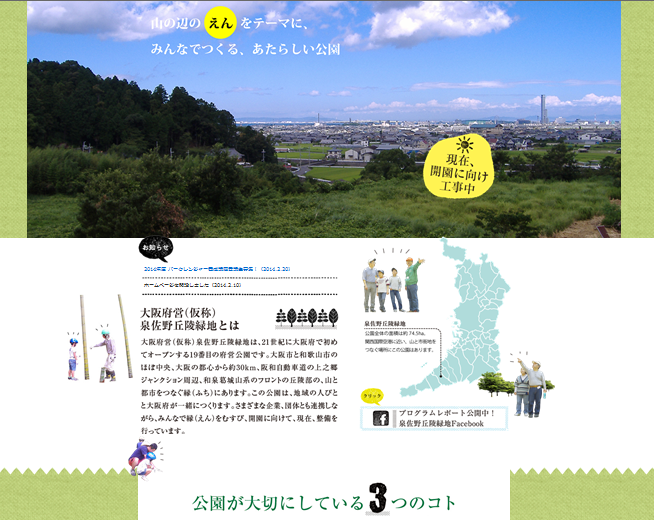 山の辺の えん をテーマに、
みんなでつくる、あたらしい公園
現在、
開園に向け
工事中
お知らせ
ホームページを開設しました（2014.2.10）
大阪府営（仮称）
泉佐野丘陵緑地とは
大阪府営（仮称）泉佐野丘陵緑地は、21世紀に大阪府で初め
てオープンする19番目の府営公園です。大阪市と和歌山市の
ほぼ中央、大阪の都心から約30km、阪和自動車道の上之郷
ジャンクション周辺、和泉葛城山系のフロントの丘陵部の、山と
都市をつなぐ縁（ふち）にあります。この公園は、地域の人びと
と大阪府が一緒につくります。さまざまな企業、団体とも連携しな
がら、みんなで縁（えん）をむすび、開園に向けて、現在、整備を
行っています。
泉佐野丘陵緑地
公園全体の面積は約 74.5ha。
関西国際空港に近い、山と市街地を
つなぐ場所にこの公園があります。
クリック
プログラムレポート公開中！
泉佐野丘陵緑地Facebook
公園が大切にしている3つのコト